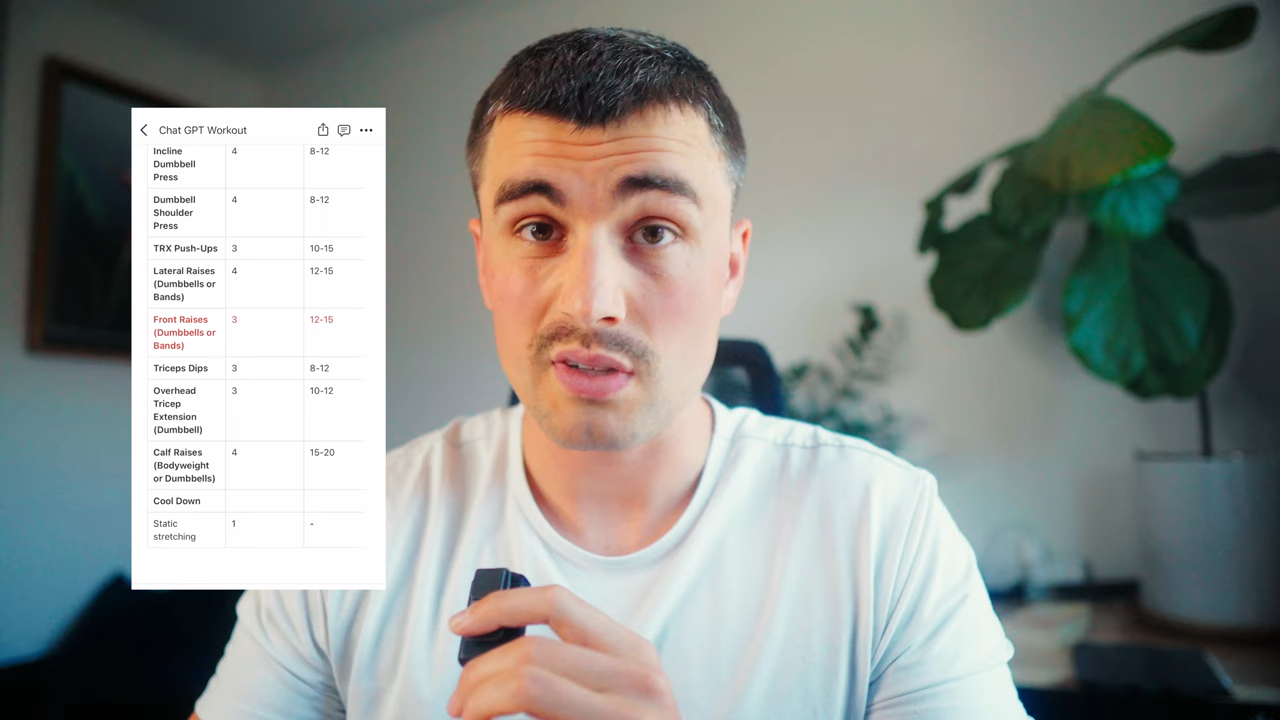 Chat GPT Workout
Incline 4 8-12
Dumbbell
Press
Dumbbell 4 8-12
Shoulder
Press
TRX Push-Ups 3 10-15
Lateral Raises 4 12-15
(Dumbbells or
Bands)
Front Raises 3 12-15
(Dumbbells or
Bands)
Triceps Dips 3 8-12
Overhead 3 10-12
Tricep
Extension
(Dumbbell)
Calf Raises 4 15-20
(Bodyweight
or Dumbbells)
Cool Down
Static 1 -
stretching